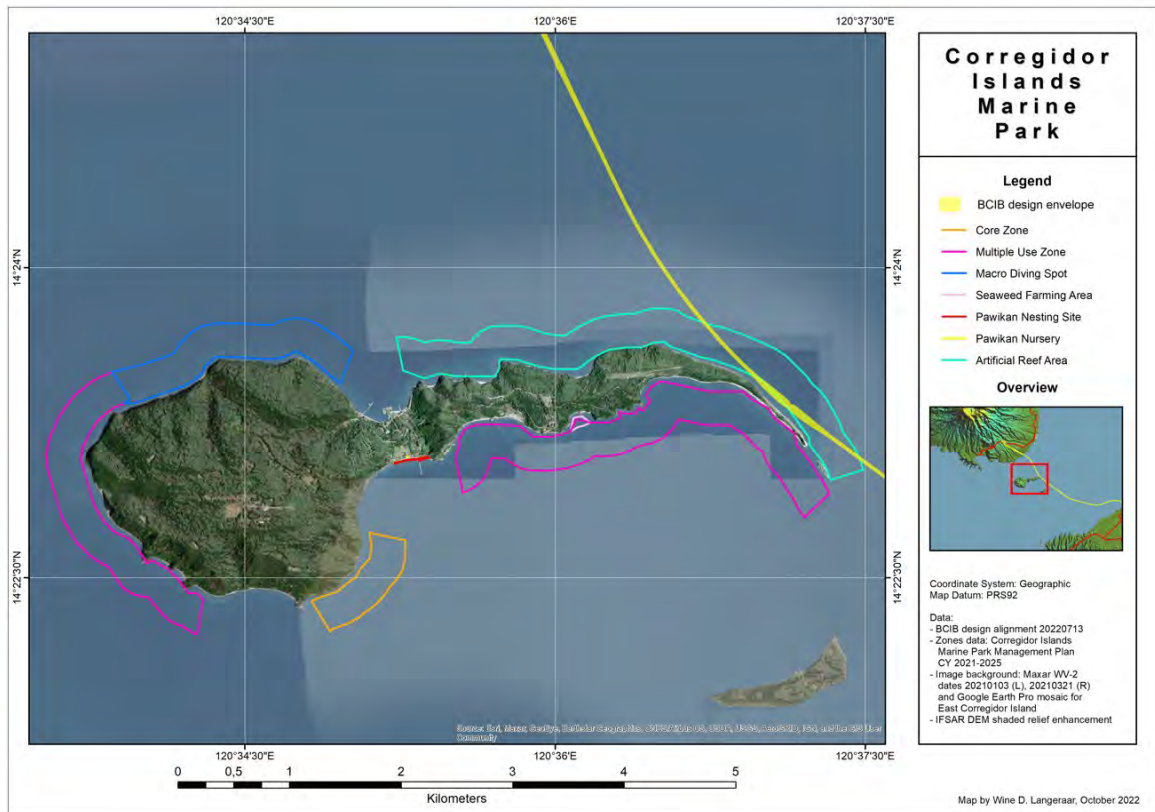 120°34'30"E
120°36'E
120°37'30"E
14°24'N
14°22'30"N
14°24'N
14°22'30"N
120°34'30"E
120°36'E
120°37'30"E
Community
0
0,5
1
2
3
4
5
Kilometers
Corregidor
Islands
Marine
Park
Legend
BCIB design envelope
Core Zone
Multiple Use Zone
Macro Diving Spot
Seaweed Farming Area
Pawikan Nesting Site
Pawikan Nursery
Artificial Reef Area
Overview
Coordinate System: Geographic
Map Datum: PRS92
Data:
- BCIB design alignment 20220713
- Zones data: Corregidor Islands
Marine Park Management Plan
CY 2021-2025
- Image background: Maxar WV-2
dates 20210103 (L), 20210321 (R)
and Google Earth Pro mosaic for
East Corregidor Island
- IFSAR DEM shaded relief enhancement
Map by Wine D. Langeraar, October 2022